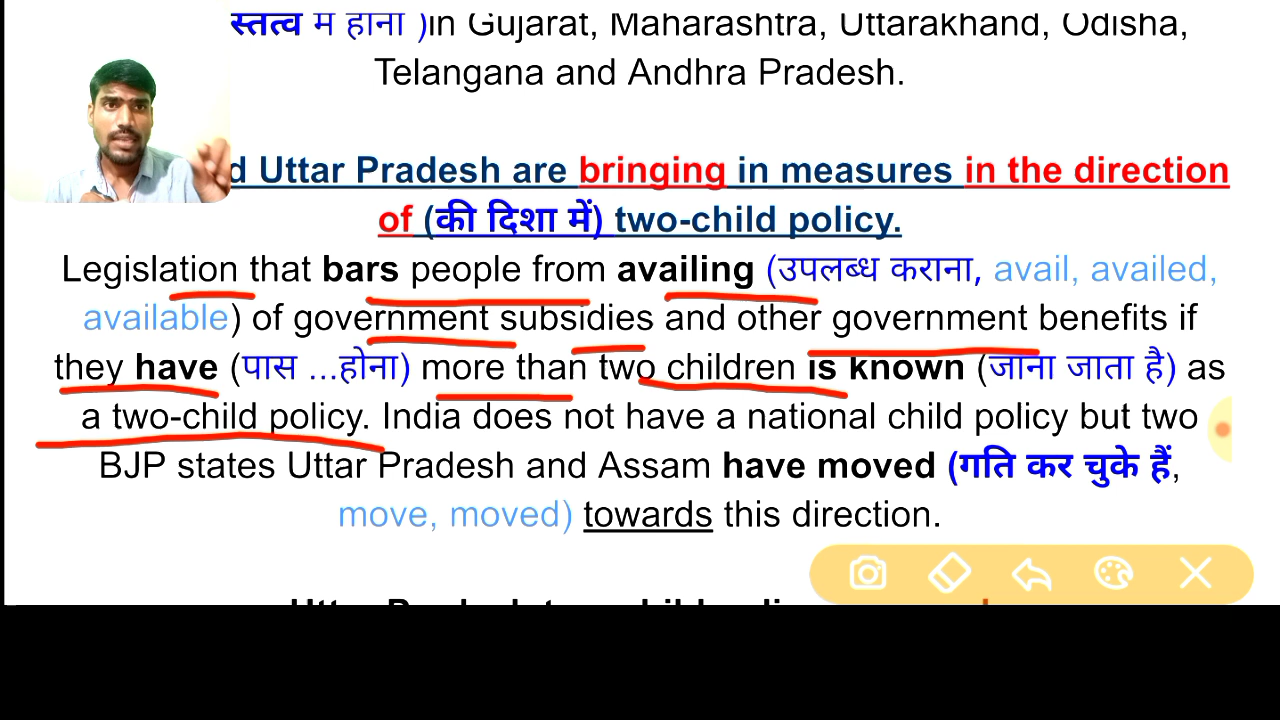 स्तत्व म होना )in Gujarat, Maharashtra, Uttarakhand, Odisha,
Telangana and Andhra Pradesh.
d Uttar Pradesh are bringing in measures in the direction
of (की दिशा में) two-child policy.
Legislation that bars people from availing (उपलब्ध कराना, avail, availed,
available) of government subsidies and other government benefits if
they have (पास ...होना) more than two children is known (जाना जाता है) as
a two-child policy. India does not have a national child policy but two
BJP states Uttar Pradesh and Assam have moved (गति कर चुके हैं,
move, moved) towards this direction.